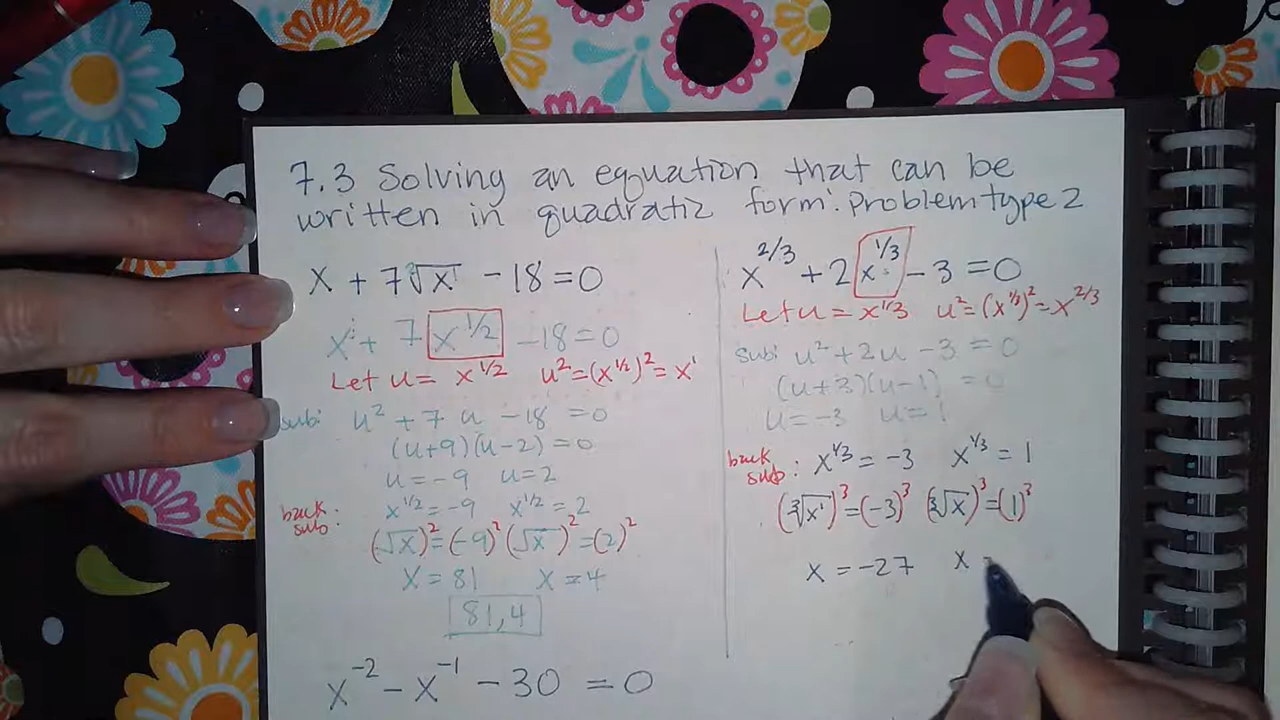 7.3 Solving an equation that can be
written in quadratic form: Problem type 2
x + 7√x¹ - 18 = 0
x¹ + 7 x^1/2 - 18 = 0
Let u = x^1/2 u² = (x^1/2)² = x¹
sub: u² + 7 u - 18 = 0
(u+9)(u-2) = 0
u = -9 u = 2
back sub: x^1/2 = -9 x^1/2 = 2
(√x)² = (-9)² (√x)² = (2)²
x = 81 x = 4
81, 4
x^-2 - x^-1 - 30 = 0
x^2/3 + 2 x^1/3 - 3 = 0
Let u = x^1/3 u² = (x^1/3)² = x^2/3
sub: u² + 2u - 3 = 0
(u+3)(u-1) = 0
u = -3 u = 1
back sub: x^1/3 = -3 x^1/3 = 1
(∛x¹)³ = (-3)³ (∛x)³ = (1)³
x = -27 x =